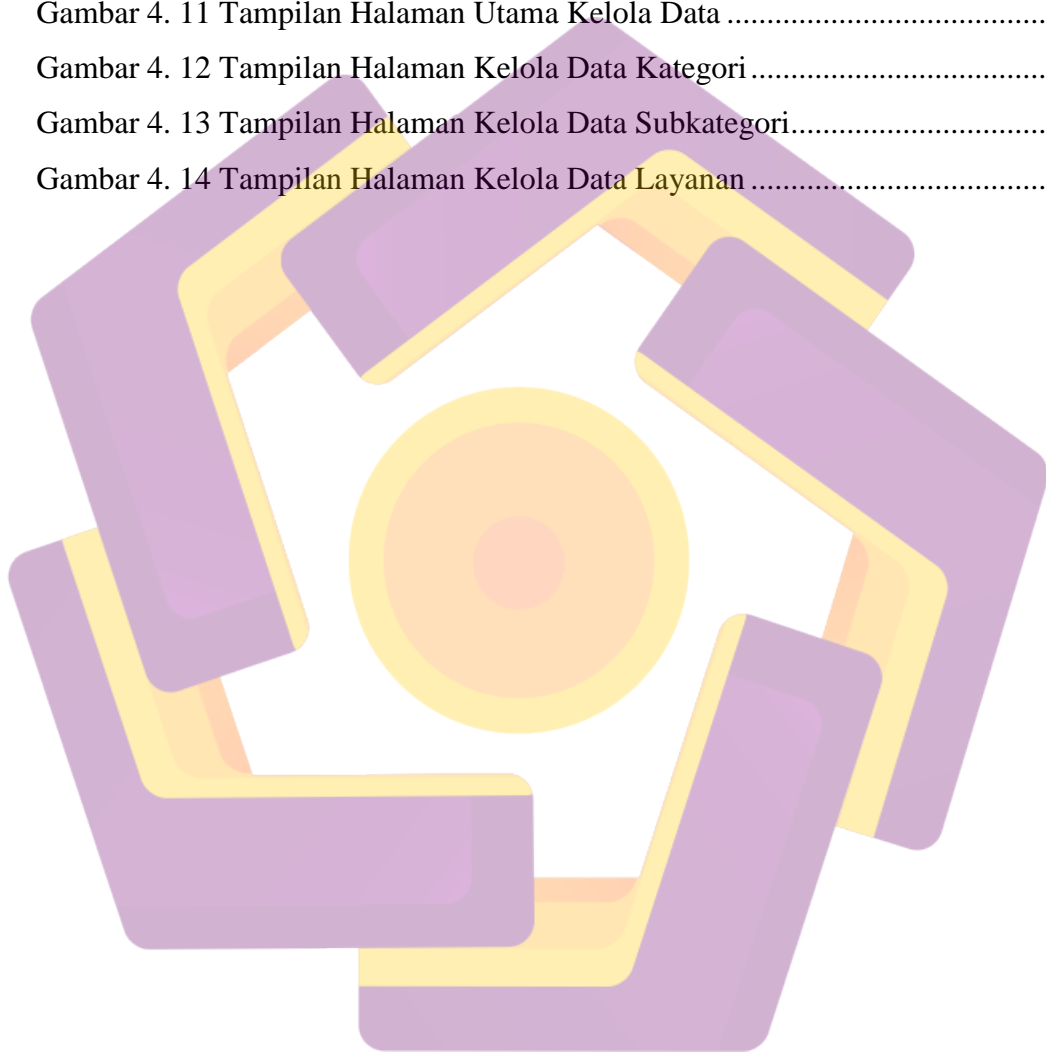 Gambar 4. 11 Tampilan Halaman Utama Kelola Data ....................................
Gambar 4. 12 Tampilan Halaman Kelola Data Kategori.................................
Gambar 4. 13 Tampilan Halaman Kelola Data Subkategori............................
Gambar 4. 14 Tampilan Halaman Kelola Data Layanan .................................